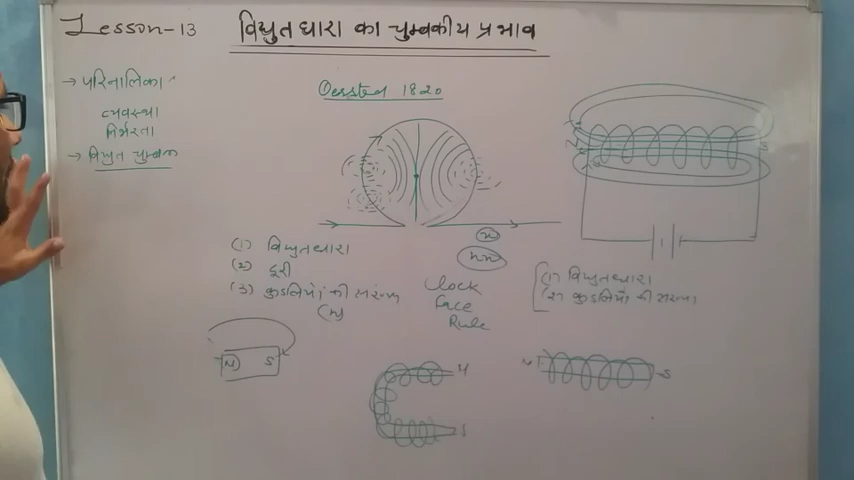 Lesson-13 विद्युत धारा का चुम्बकीय प्रभाव
→ परिनालिका
व्यवस्था
निर्भरता
→ विद्युत चुम्बक
Oersted 1820
(1) विद्युतधारा
(2) दूरी
(3) कुडलियों की संख्या
(n)
Clock
Face
Rule
(1) विद्युतधारा
(2) कुडलियों की संख्या
N S
N
S
N S